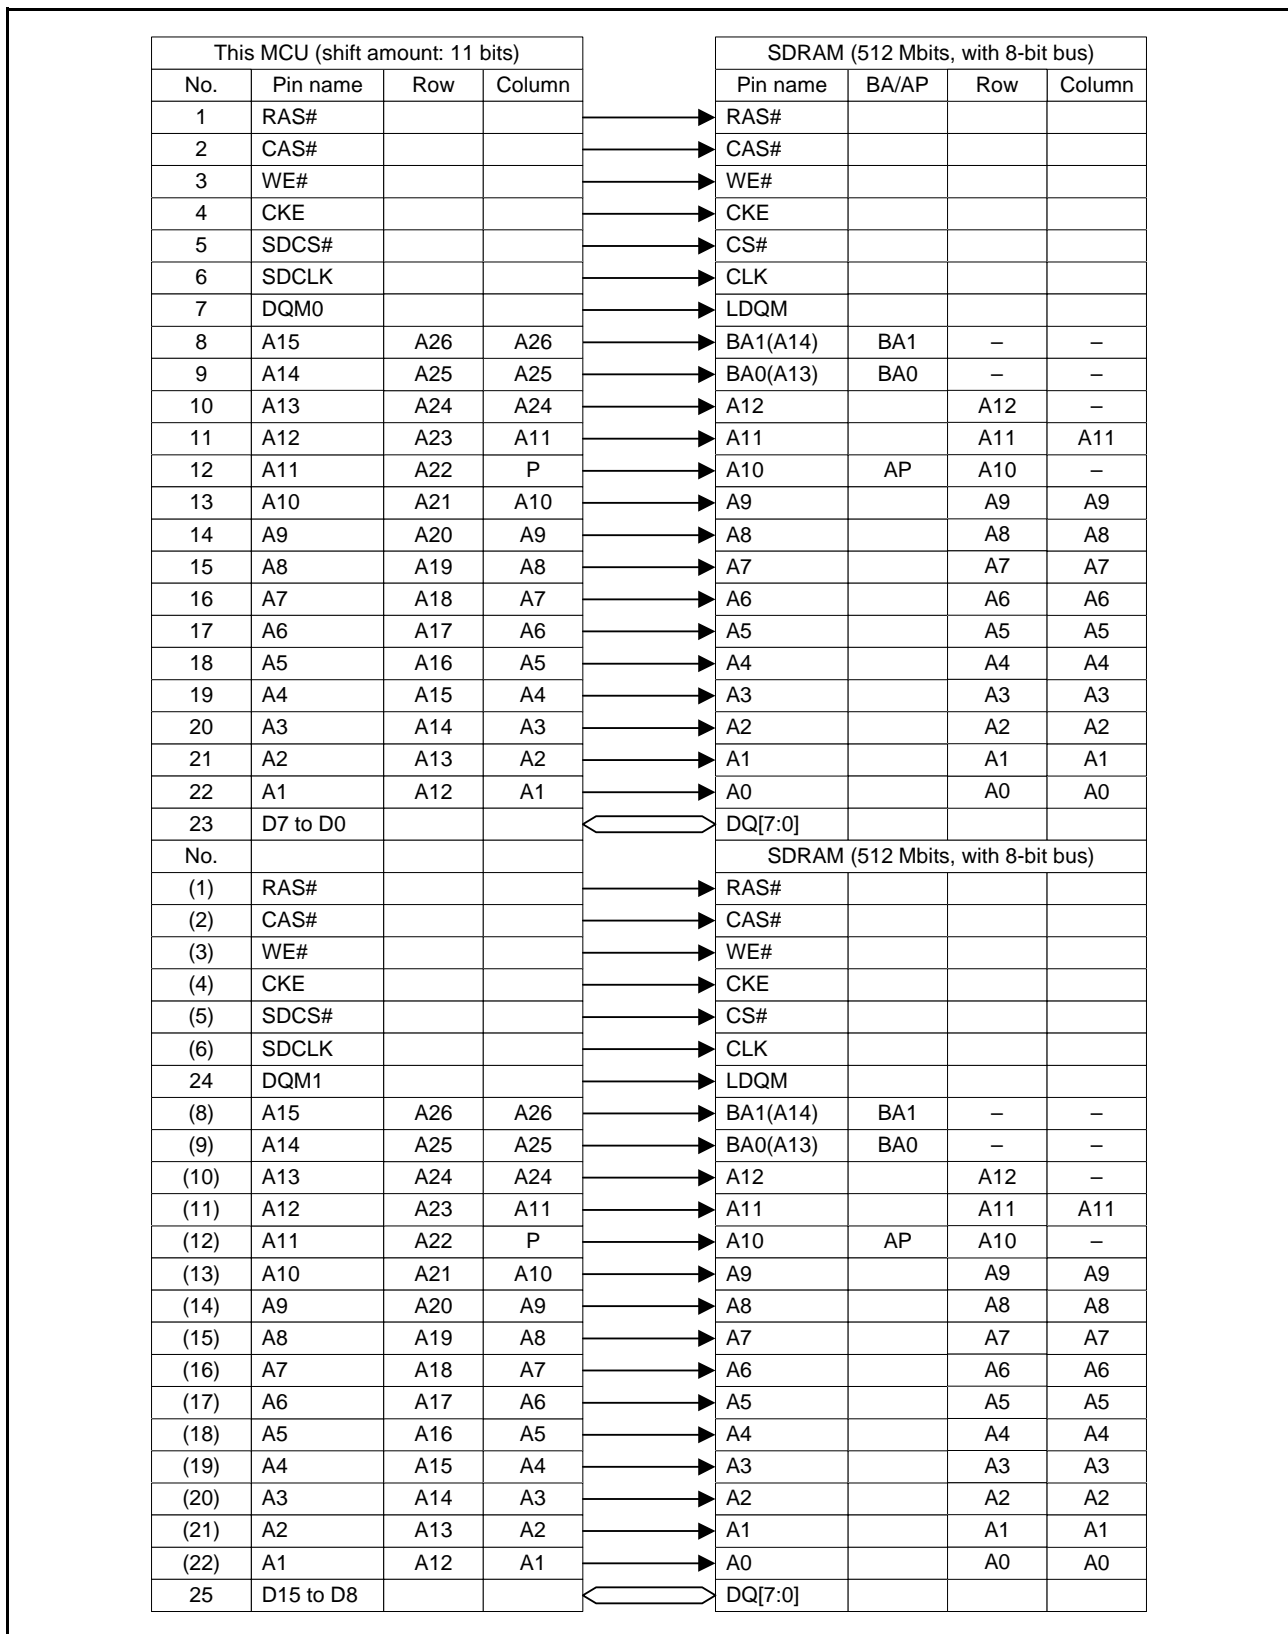 This MCU (shift amount: 11 bits) SDRAM (512 Mbits, with 8-bit bus)
No. Pin name Row Column Pin name BA/AP Row Column
1 RAS# RAS#
2 CAS# CAS#
3 WE# WE#
4 CKE CKE
5 SDCS# CS#
6 SDCLK CLK
7 DQM0 LDQM
8 A15 A26 A26 BA1(A14) BA1 – –
9 A14 A25 A25 BA0(A13) BA0 – –
10 A13 A24 A24 A12 A12 –
11 A12 A23 A11 A11 A11 A11
12 A11 A22 P A10 AP A10 –
13 A10 A21 A10 A9 A9 A9
14 A9 A20 A9 A8 A8 A8
15 A8 A19 A8 A7 A7 A7
16 A7 A18 A7 A6 A6 A6
17 A6 A17 A6 A5 A5 A5
18 A5 A16 A5 A4 A4 A4
19 A4 A15 A4 A3 A3 A3
20 A3 A14 A3 A2 A2 A2
21 A2 A13 A2 A1 A1 A1
22 A1 A12 A1 A0 A0 A0
23 D7 to D0 DQ[7:0]
No. SDRAM (512 Mbits, with 8-bit bus)
(1) RAS# RAS#
(2) CAS# CAS#
(3) WE# WE#
(4) CKE CKE
(5) SDCS# CS#
(6) SDCLK CLK
24 DQM1 LDQM
(8) A15 A26 A26 BA1(A14) BA1 – –
(9) A14 A25 A25 BA0(A13) BA0 – –
(10) A13 A24 A24 A12 A12 –
(11) A12 A23 A11 A11 A11 A11
(12) A11 A22 P A10 AP A10 –
(13) A10 A21 A10 A9 A9 A9
(14) A9 A20 A9 A8 A8 A8
(15) A8 A19 A8 A7 A7 A7
(16) A7 A18 A7 A6 A6 A6
(17) A6 A17 A6 A5 A5 A5
(18) A5 A16 A5 A4 A4 A4
(19) A4 A15 A4 A3 A3 A3
(20) A3 A14 A3 A2 A2 A2
(21) A2 A13 A2 A1 A1 A1
(22) A1 A12 A1 A0 A0 A0
25 D15 to D8 DQ[7:0]